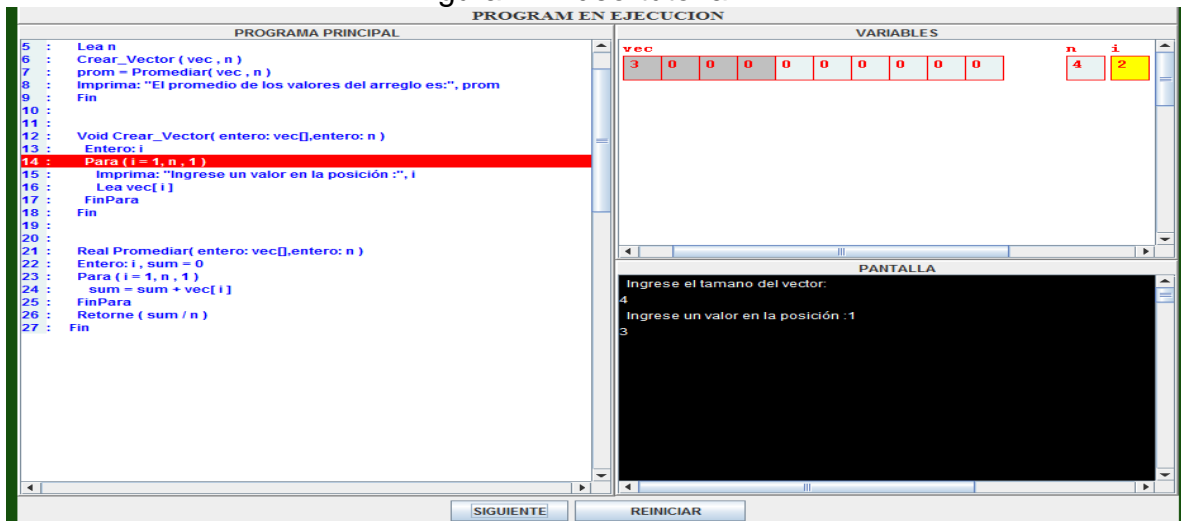 PROGRAM EN EJECUCION
PROGRAMA PRINCIPAL
5 : Lea n
6 : Crear_Vector ( vec , n )
7 : prom = Promediar( vec , n )
8 : Imprima: "El promedio de los valores del arreglo es:", prom
9 : Fin
10 :
11 :
12 : Void Crear_Vector( entero: vec[],entero: n )
13 : Entero: i
14 : Para ( i = 1, n , 1 )
15 : Imprima: "Ingrese un valor en la posición :", i
16 : Lea vec[ i ]
17 : FinPara
18 : Fin
19 :
20 :
21 : Real Promediar( entero: vec[],entero: n )
22 : Entero: i , sum = 0
23 : Para ( i = 1, n , 1 )
24 : sum = sum + vec[ i ]
25 : FinPara
26 : Retorne ( sum / n )
27 : Fin
VARIABLES
vec n i
3 0 0 0 0 0 0 0 0 0 4 2
PANTALLA
Ingrese el tamano del vector:
4
Ingrese un valor en la posición :1
3
SIGUIENTE REINICIAR